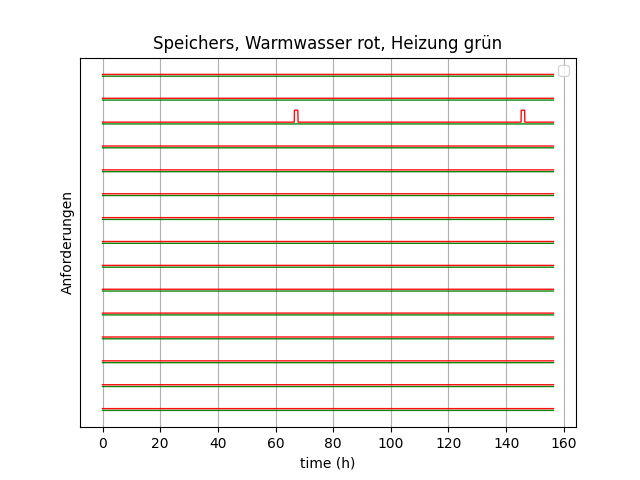 Speichers, Warmwasser rot, Heizung grün
Anforderungen
0 20 40 60 80 100 120 140 160
time (h)